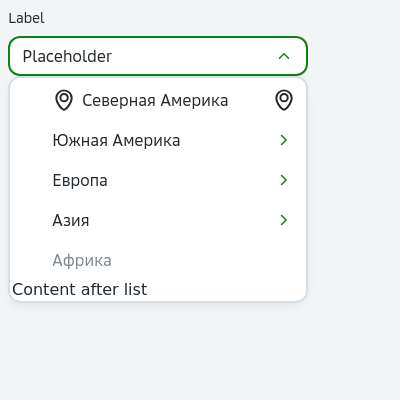 Label
Placeholder
Северная Америка
Южная Америка
Европа
Азия
Африка
Content after list